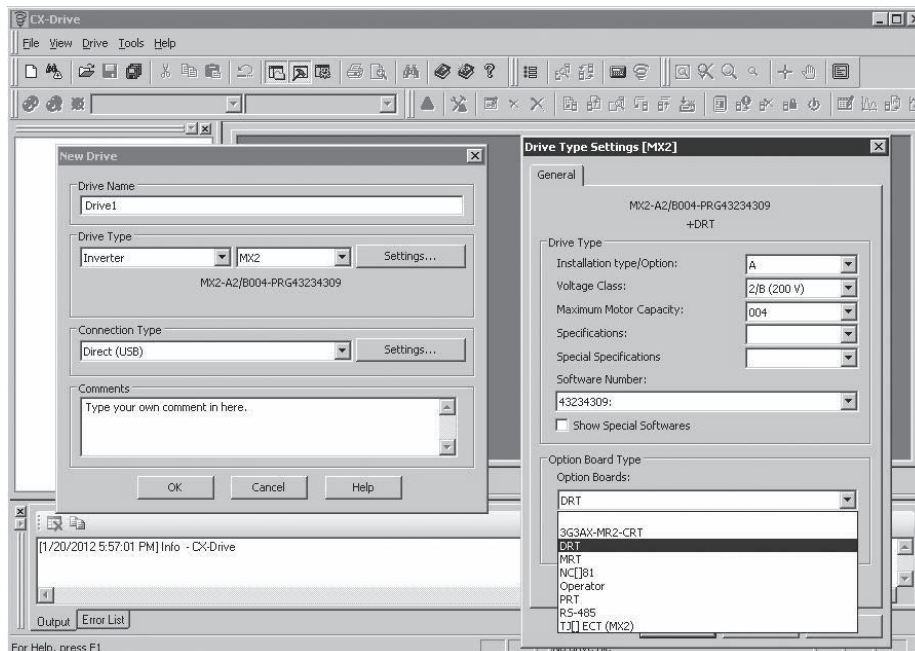 CX-Drive
File View Drive Tools Help
New Drive
Drive Name
Drive1
Drive Type
Inverter
MX2
Settings...
MX2-A2/B004-PRG43234309
Connection Type
Direct (USB)
Settings...
Comments
Type your own comment in here.
OK
Cancel
Help
Drive Type Settings [MX2]
General
MX2-A2/B004-PRG43234309
+DRT
Drive Type
Installation type/Option:
A
Voltage Class:
2/B (200 V)
Maximum Motor Capacity:
004
Specifications:
Special Specifications
Software Number:
43234309:
Show Special Softwares
Option Board Type
Option Boards:
DRT
3G3AX-MR2-CRT
DRT
MRT
NC[]81
Operator
PRT
RS-485
TJ[] ECT (MX2)
[1/20/2012 5:57:01 PM] Info - CX-Drive
Output
Error List
For Help, press F1